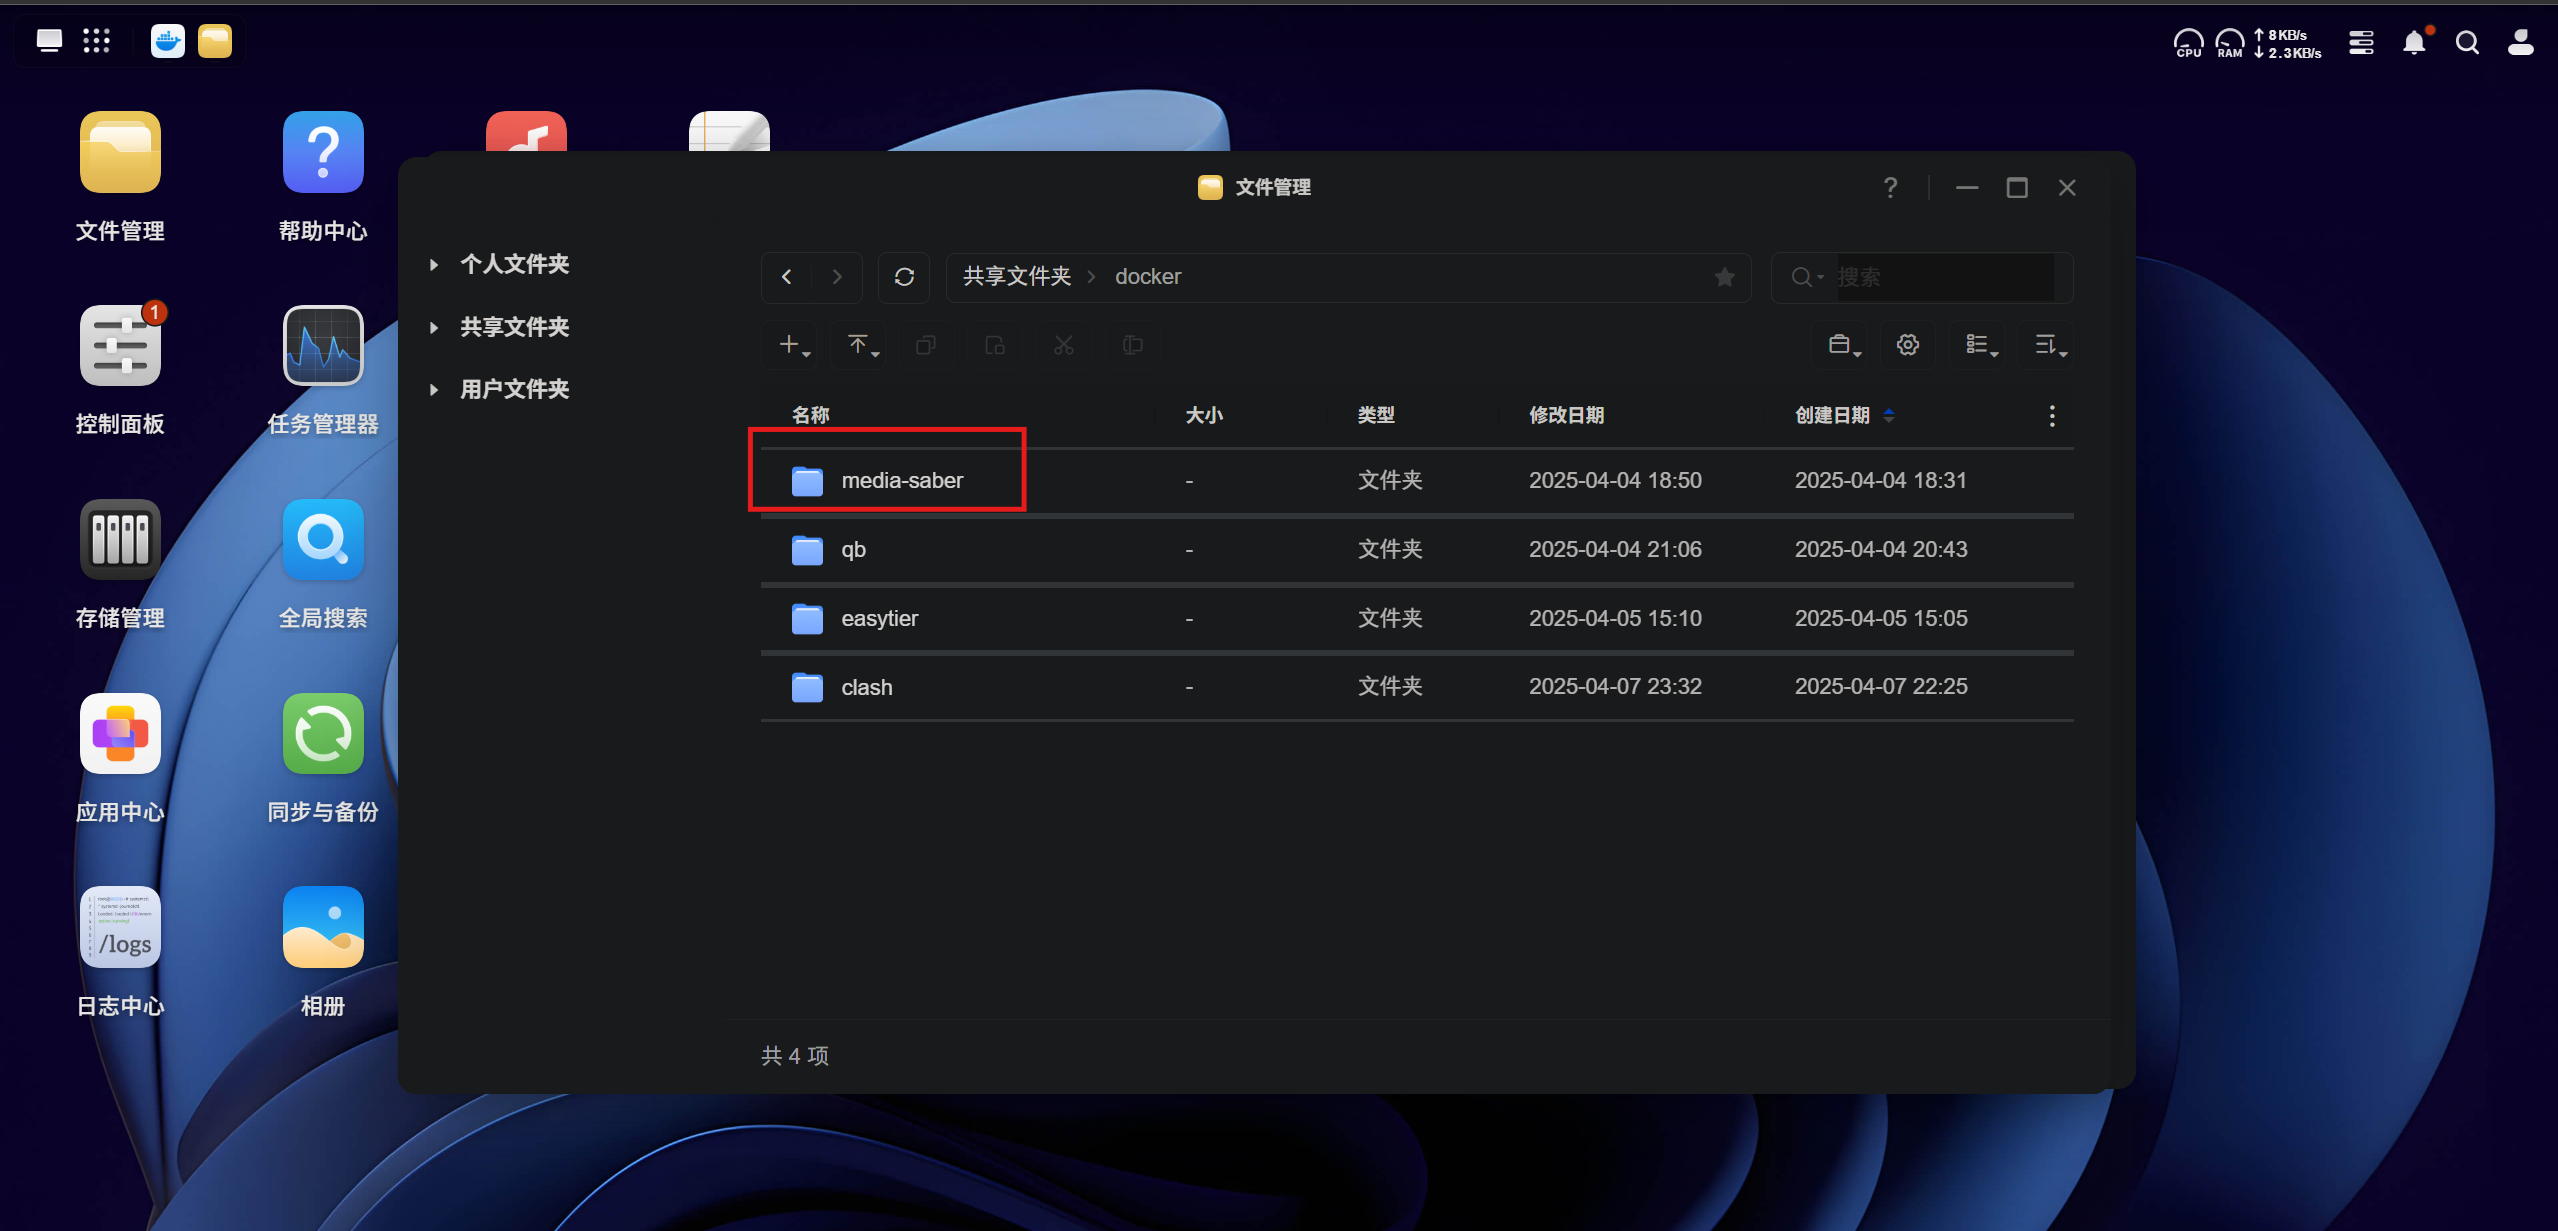 CPU
RAM
8KB/s
2.3KB/s
文件管理
帮助中心
1
控制面板
任务管理器
存储管理
全局搜索
应用中心
同步与备份
/logs
日志中心
相册
文件管理
个人文件夹
共享文件夹
用户文件夹
共享文件夹 > docker
搜索
名称 大小 类型 修改日期 创建日期
media-saber - 文件夹 2025-04-04 18:50 2025-04-04 18:31
qb - 文件夹 2025-04-04 21:06 2025-04-04 20:43
easytier - 文件夹 2025-04-05 15:10 2025-04-05 15:05
clash - 文件夹 2025-04-07 23:32 2025-04-07 22:25
共 4 项